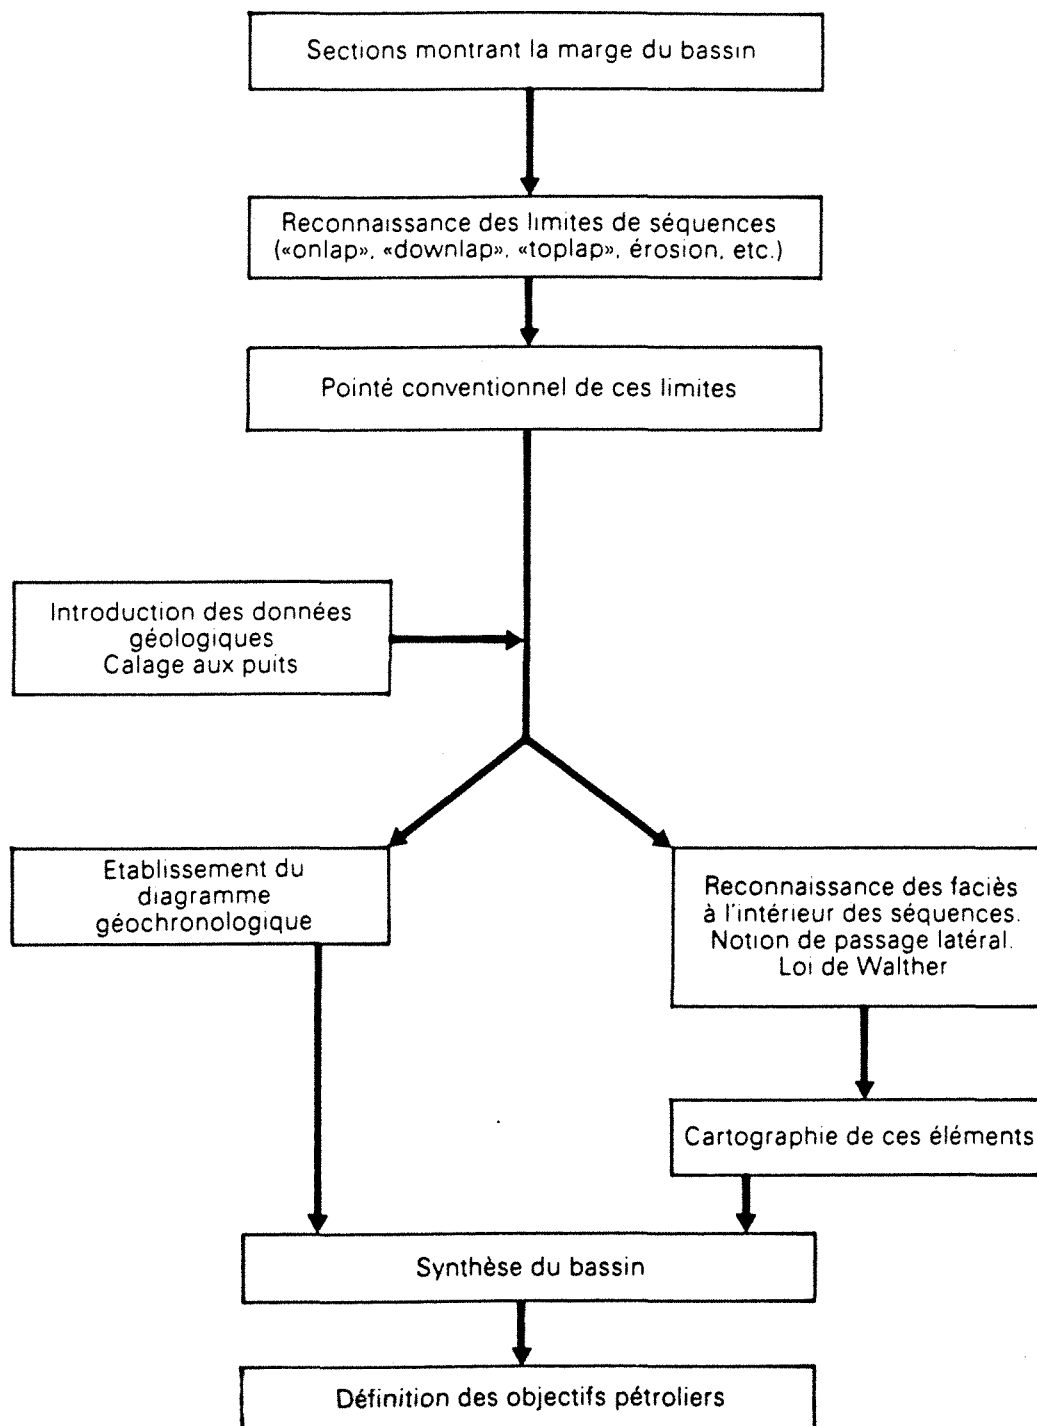 Sections montrant la marge du bassin
Reconnaissance des limites de séquences
(«onlap», «downlap», «toplap», érosion, etc.)
Pointé conventionnel de ces limites
Introduction des données
géologiques
Calage aux puits
Etablissement du
diagramme
géochronologique
Reconnaissance des faciès
à l'intérieur des séquences.
Notion de passage latéral.
Loi de Walther
Cartographie de ces éléments
Synthèse du bassin
Définition des objectifs pétroliers